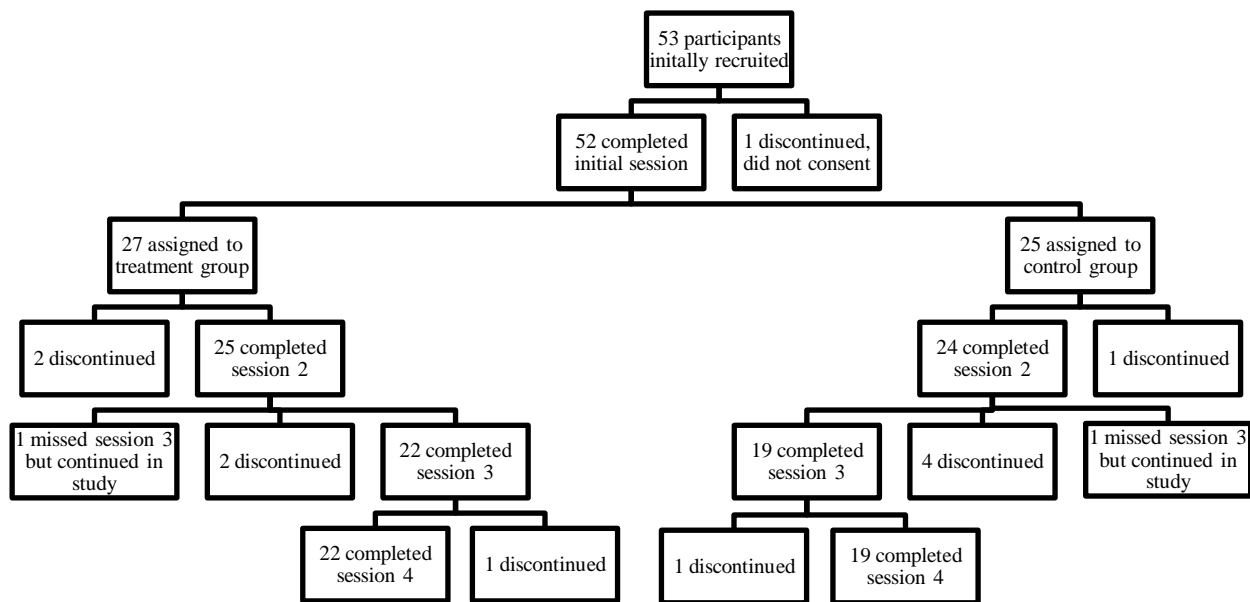 53 participants
initally recruited
52 completed
initial session
1 discontinued,
did not consent
27 assigned to
treatment group
25 assigned to
control group
2 discontinued
25 completed
session 2
24 completed
session 2
1 discontinued
1 missed session 3
but continued in
study
2 discontinued
22 completed
session 3
19 completed
session 3
4 discontinued
1 missed session 3
but continued in
study
22 completed
session 4
1 discontinued
1 discontinued
19 completed
session 4